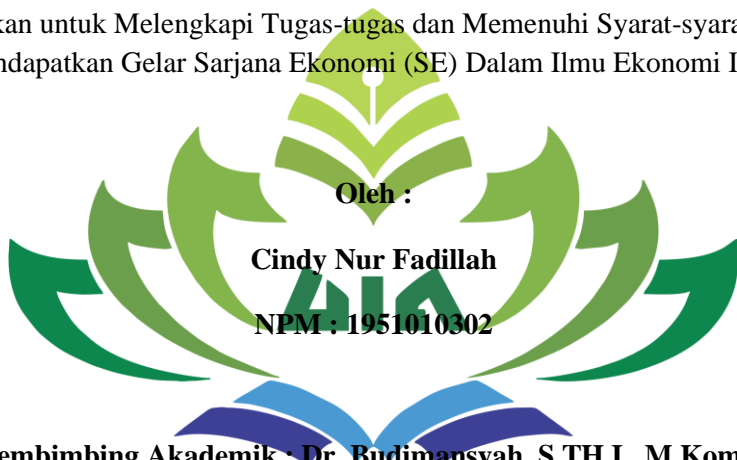 kan untuk Melengkapi Tugas-tugas dan Memenuhi Syarat-syara
ndapatkan Gelar Sarjana Ekonomi (SE) Dalam Ilmu Ekonomi I
Oleh :
Cindy Nur Fadillah
UIN
NPM : 1951010302
embimbing Akademik : Dr. Budimansyah, S.TH.I., M.Kom